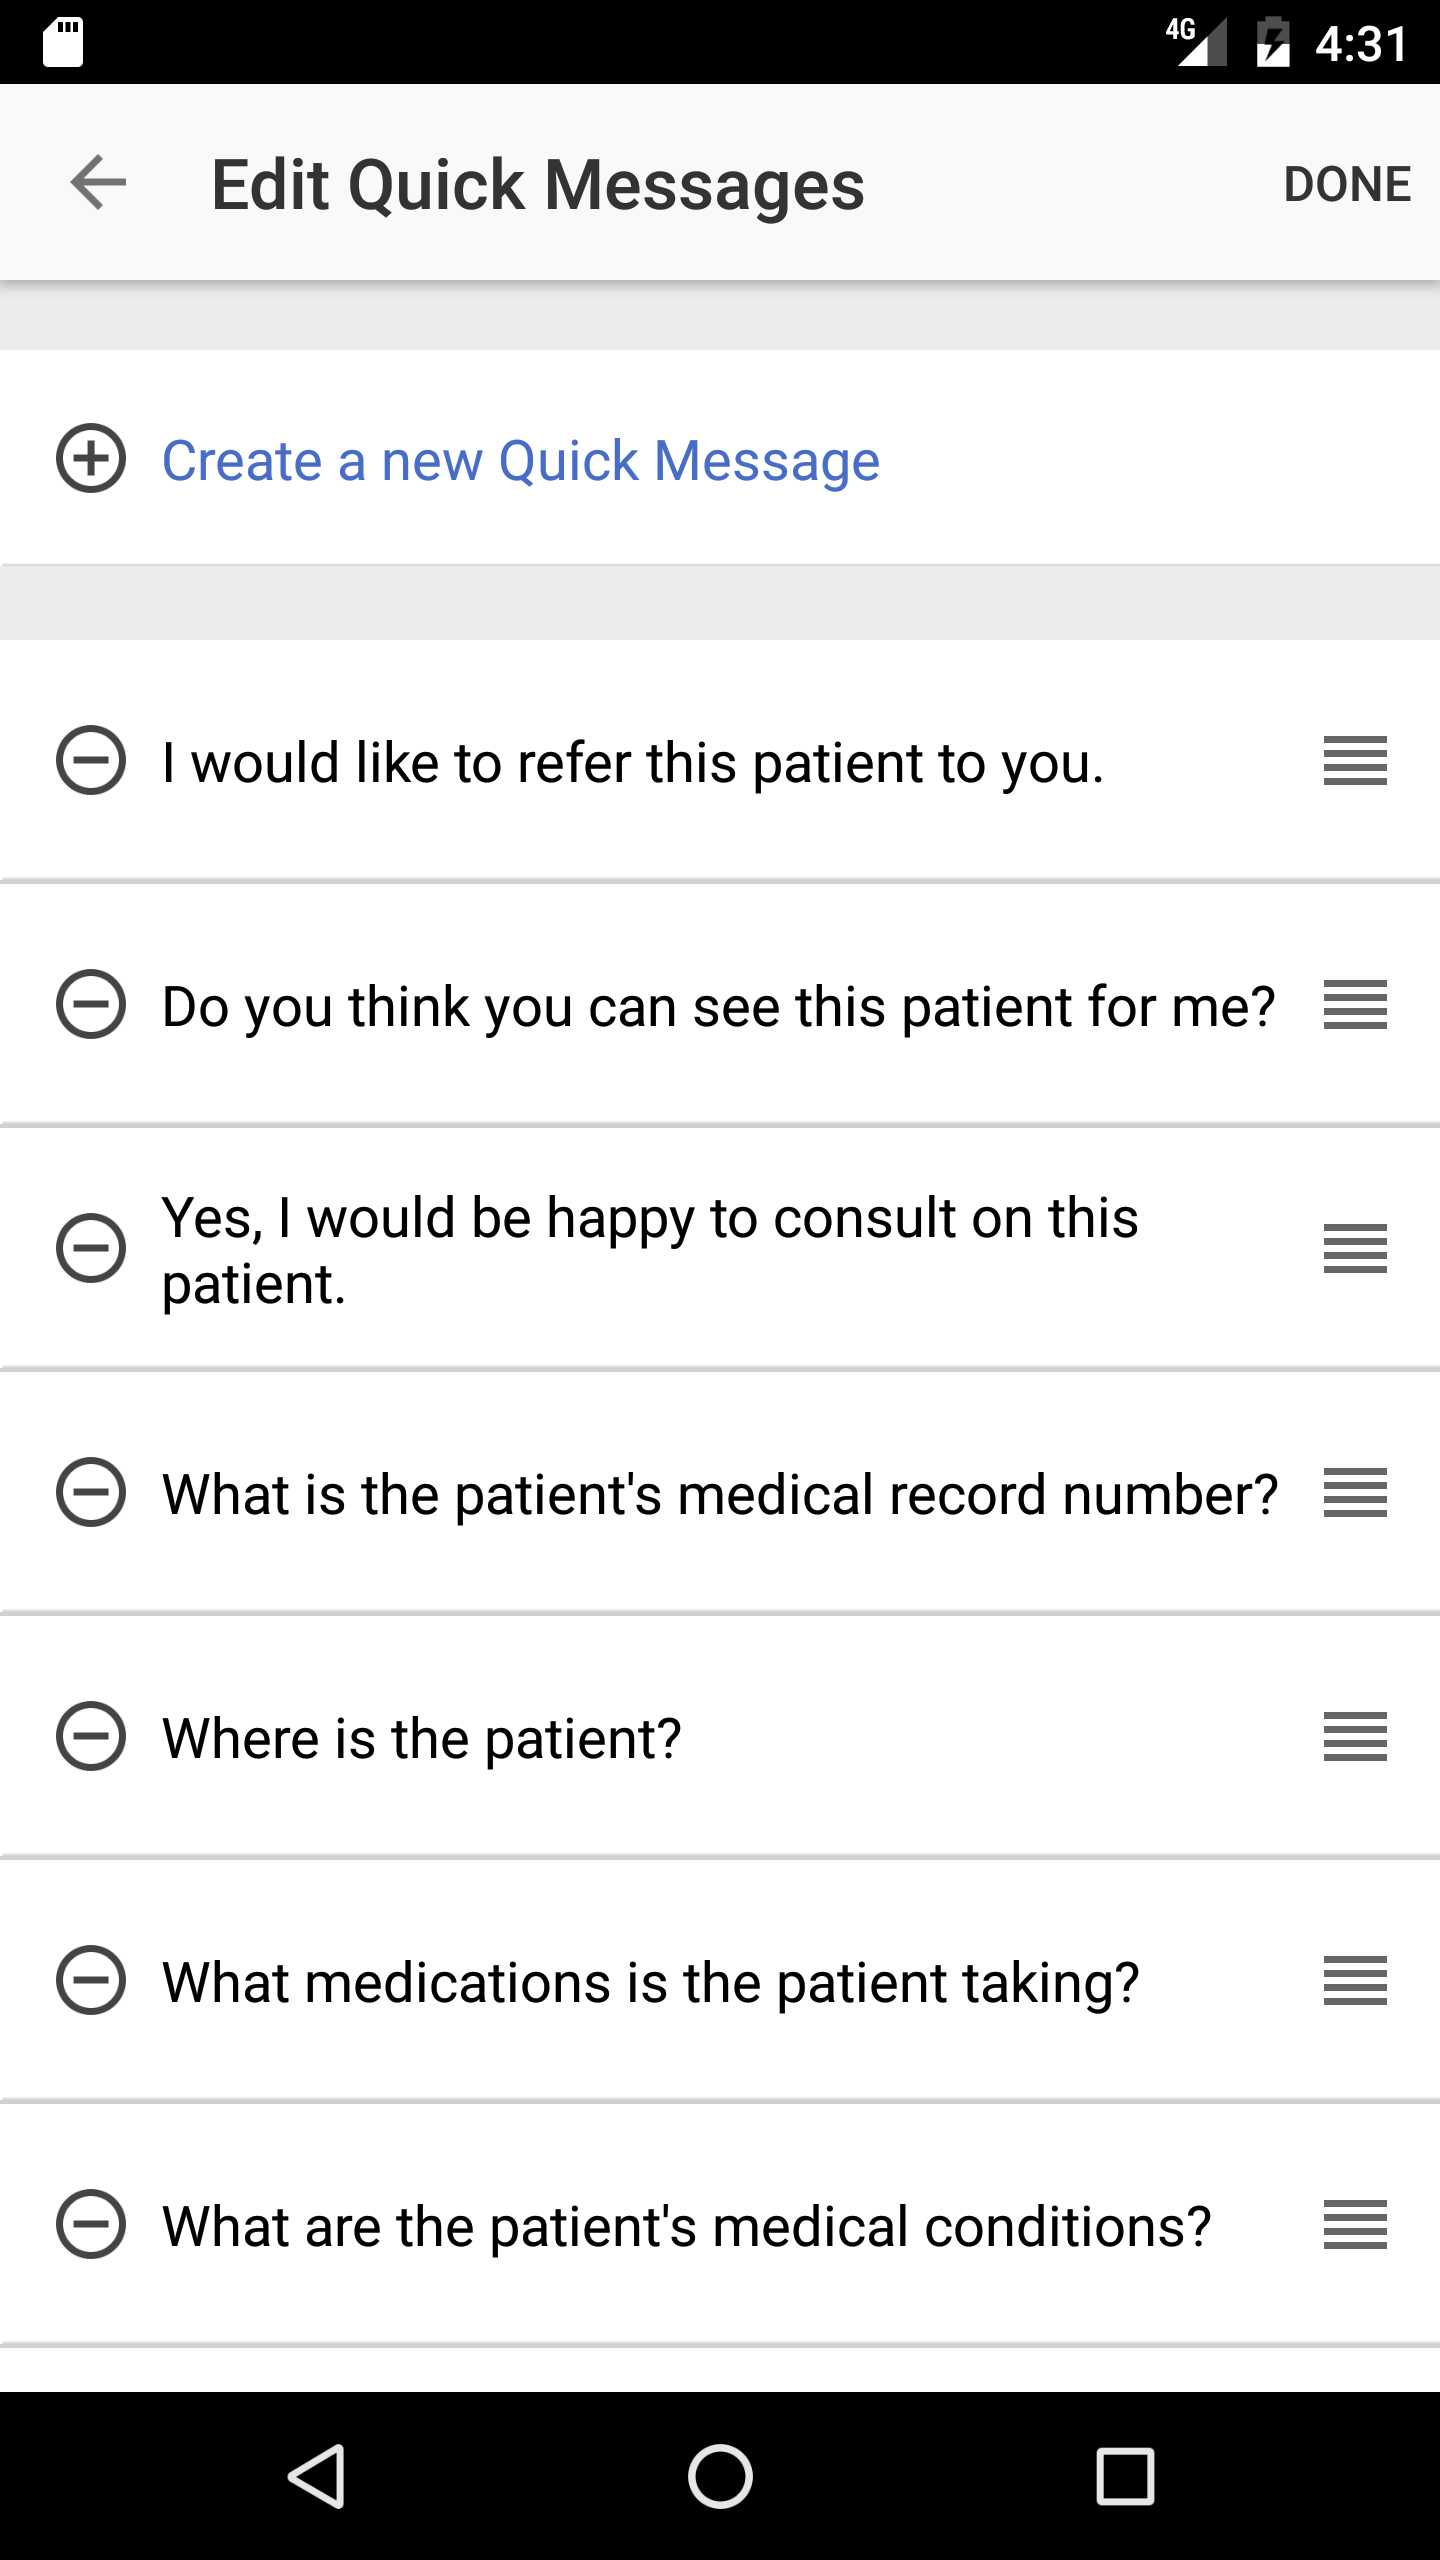 4G 4:31
Edit Quick Messages DONE
Create a new Quick Message
I would like to refer this patient to you.
Do you think you can see this patient for me?
Yes, I would be happy to consult on this
patient.
What is the patient's medical record number?
Where is the patient?
What medications is the patient taking?
What are the patient's medical conditions?